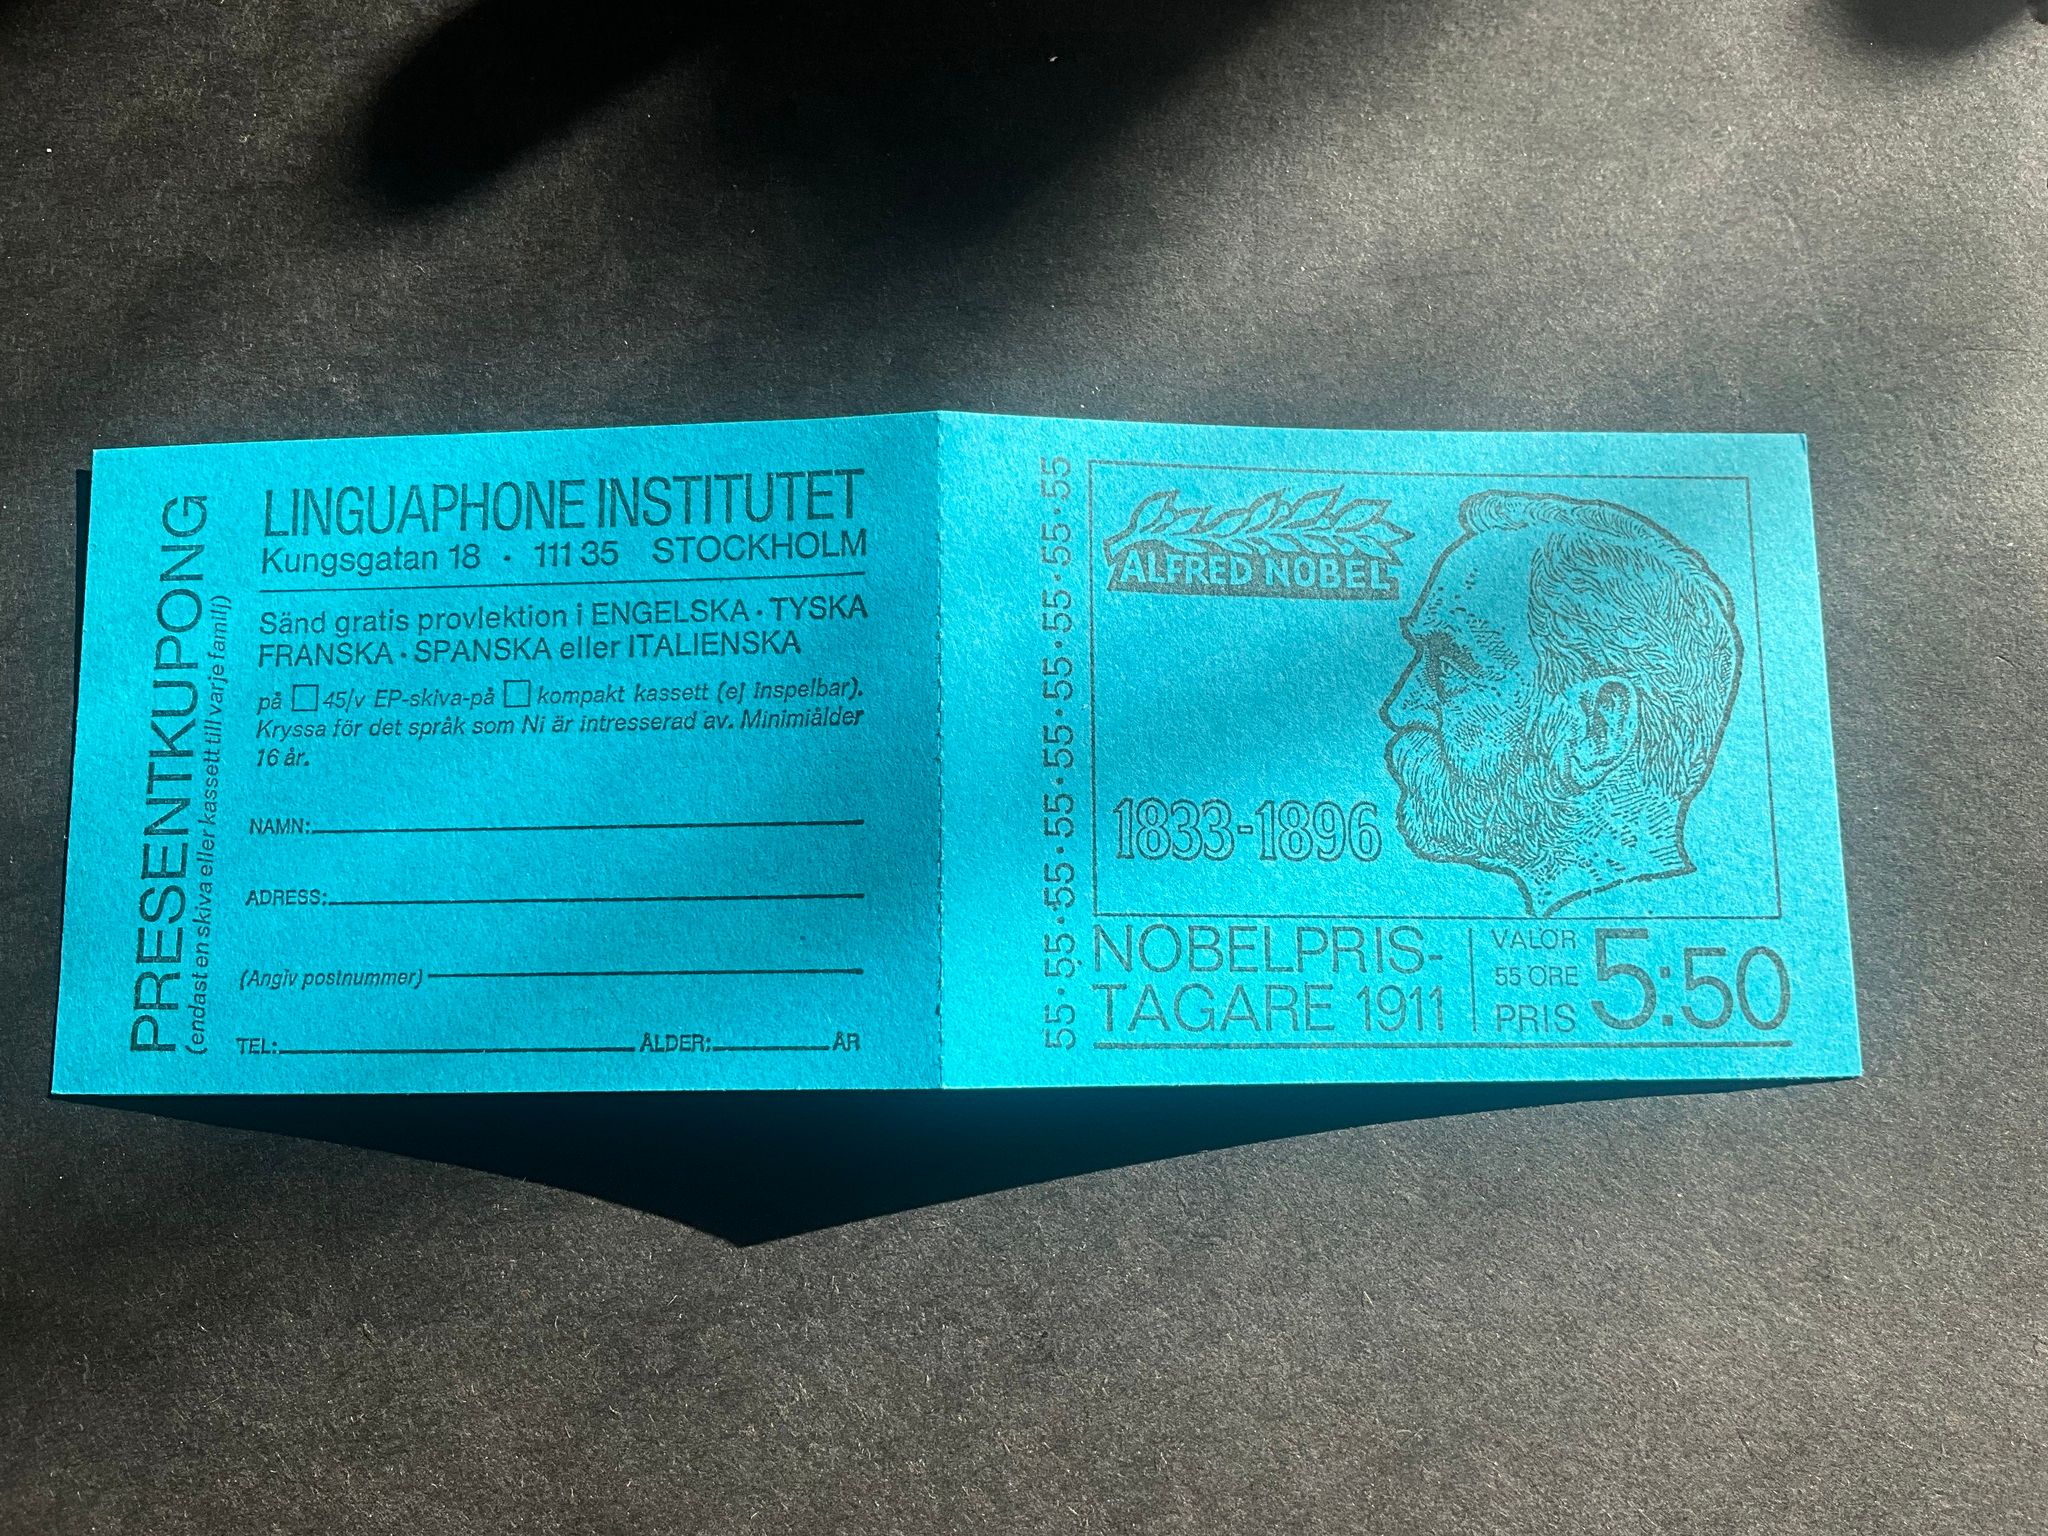 PRESENTKUPONG
(endast en skiva eller kassett till varje familj)
LINGUAPHONE INSTITUTET
Kungsgatan 18 · 111 35 STOCKHOLM
Sänd gratis provlektion i ENGELSKA · TYSKA
FRANSKA · SPANSKA eller ITALIENSKA
på □ 45/v EP-skiva-på □ kompakt kassett (ej inspelbar).
Kryssa för det språk som Ni är intresserad av. Minimiålder
16 år.
NAMN:
ADRESS:
(Angiv postnummer)
TEL: ÅLDER: ÅR
55·55·55·55·55·55·55·55·55·55
ALFRED NOBEL
1833-1896
NOBELPRIS-
TAGARE 1911
VALÖR
55 ÖRE
PRIS
5:50